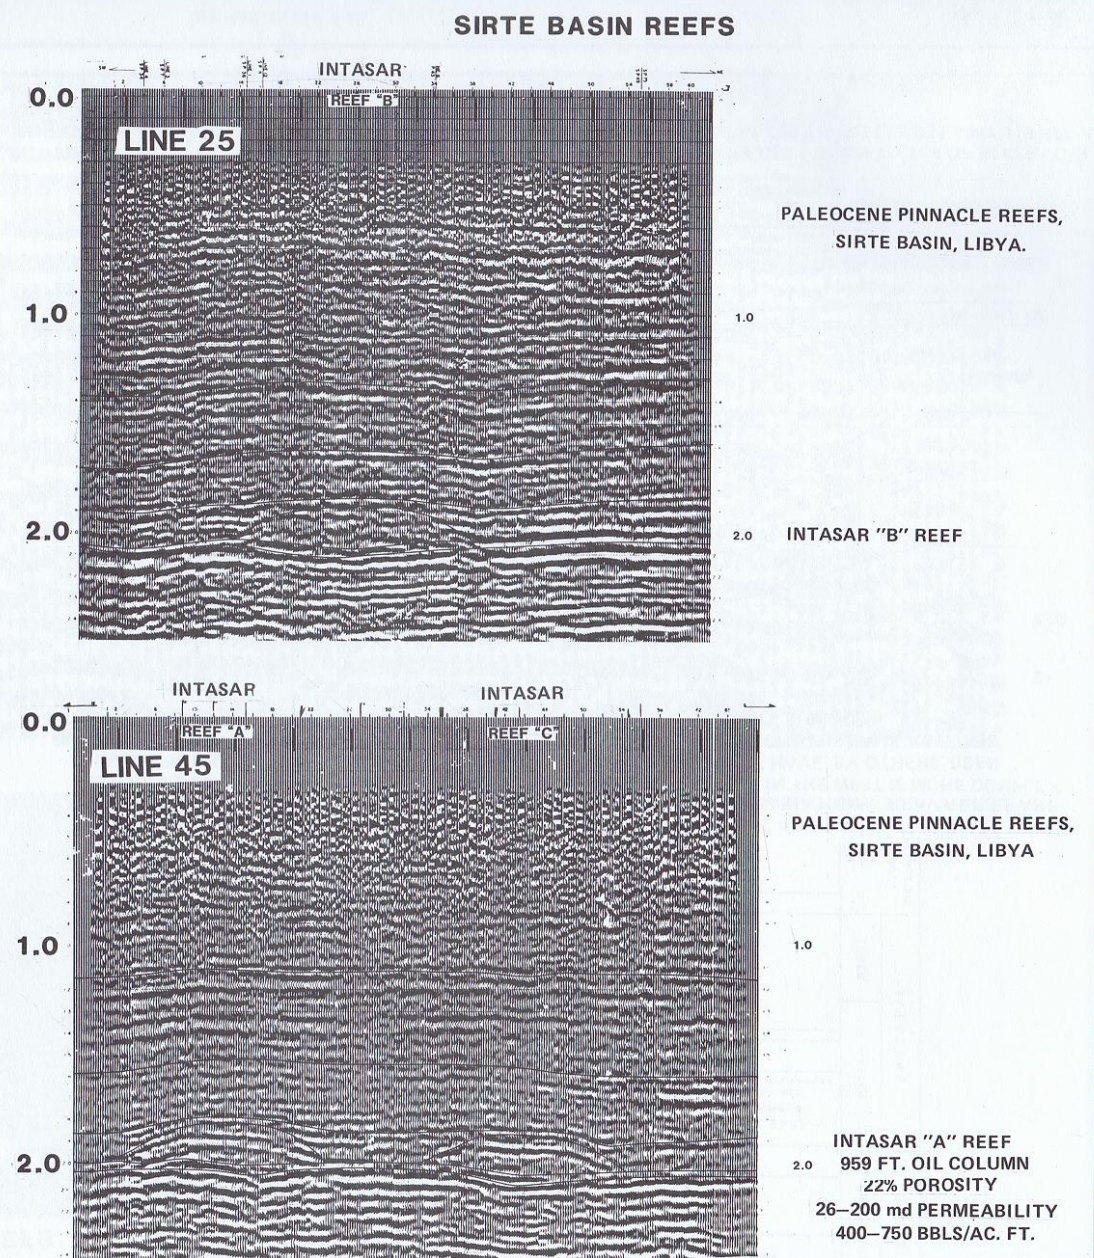 SIRTE BASIN REEFS
INTASAR
REEF "B"
0.0
LINE 25
PALEOCENE PINNACLE REEFS,
SIRTE BASIN, LIBYA.
1.0
1.0
2.0
2.0
INTASAR "B" REEF
INTASAR
INTASAR
0.0
REEF "A"
REEF "C"
LINE 45
PALEOCENE PINNACLE REEFS,
SIRTE BASIN, LIBYA
1.0
1.0
2.0
2.0
INTASAR "A" REEF
959 FT. OIL COLUMN
22% POROSITY
26–200 md PERMEABILITY
400–750 BBLS/AC. FT.